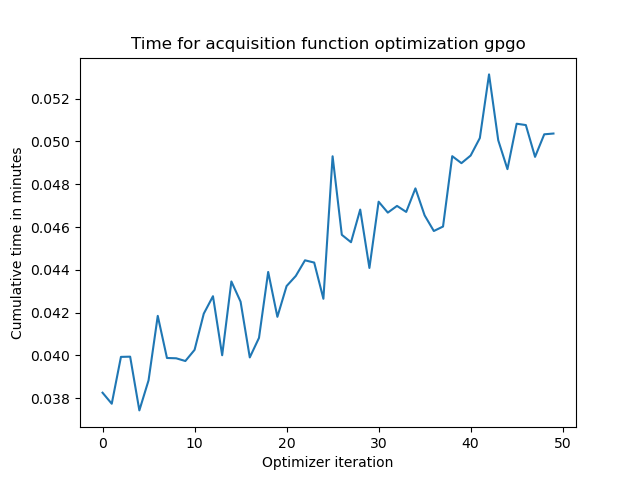 Time for acquisition function optimization gpgo
0.052
0.050
0.048
0.046
0.044
0.042
0.040
0.038
Cumulative time in minutes
0 10 20 30 40 50
Optimizer iteration